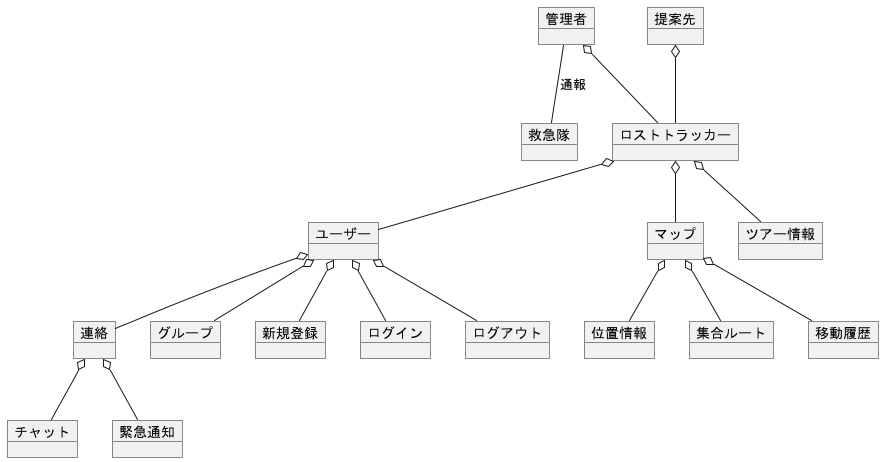 管理者
提案先
通報
救急隊
ロストトラッカー
ユーザー
マップ
ツアー情報
連絡
グループ
新規登録
ログイン
ログアウト
位置情報
集合ルート
移動履歴
チャット
緊急通知